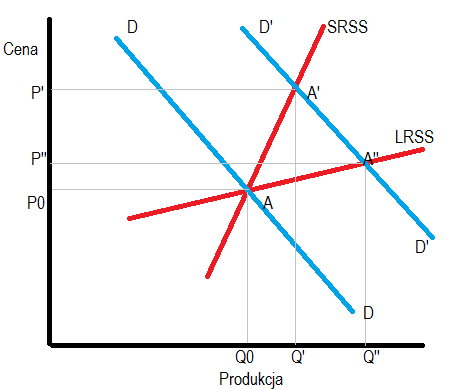 D
D'
SRSS
Cena
P'
A'
LRSS
P"
A"
P0
A
D'
D
Q0
Q'
Q"
Produkcja